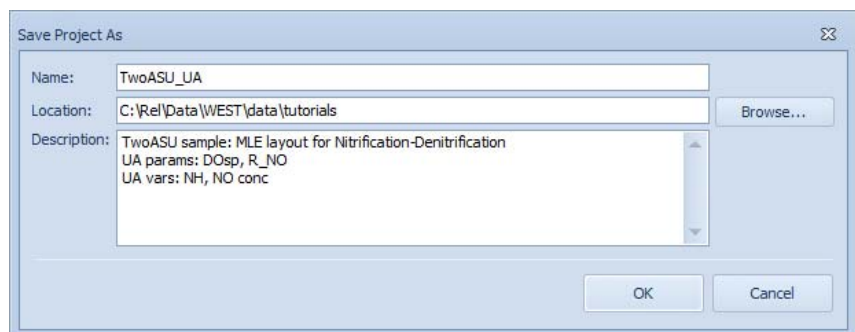 Save Project As
Name: TwoASU_UA
Location: C:\Rel\Data\WEST\data\tutorials Browse...
Description: TwoASU sample: MLE layout for Nitrification-Denitrification
UA params: DOsp, R_NO
UA vars: NH, NO conc
OK Cancel